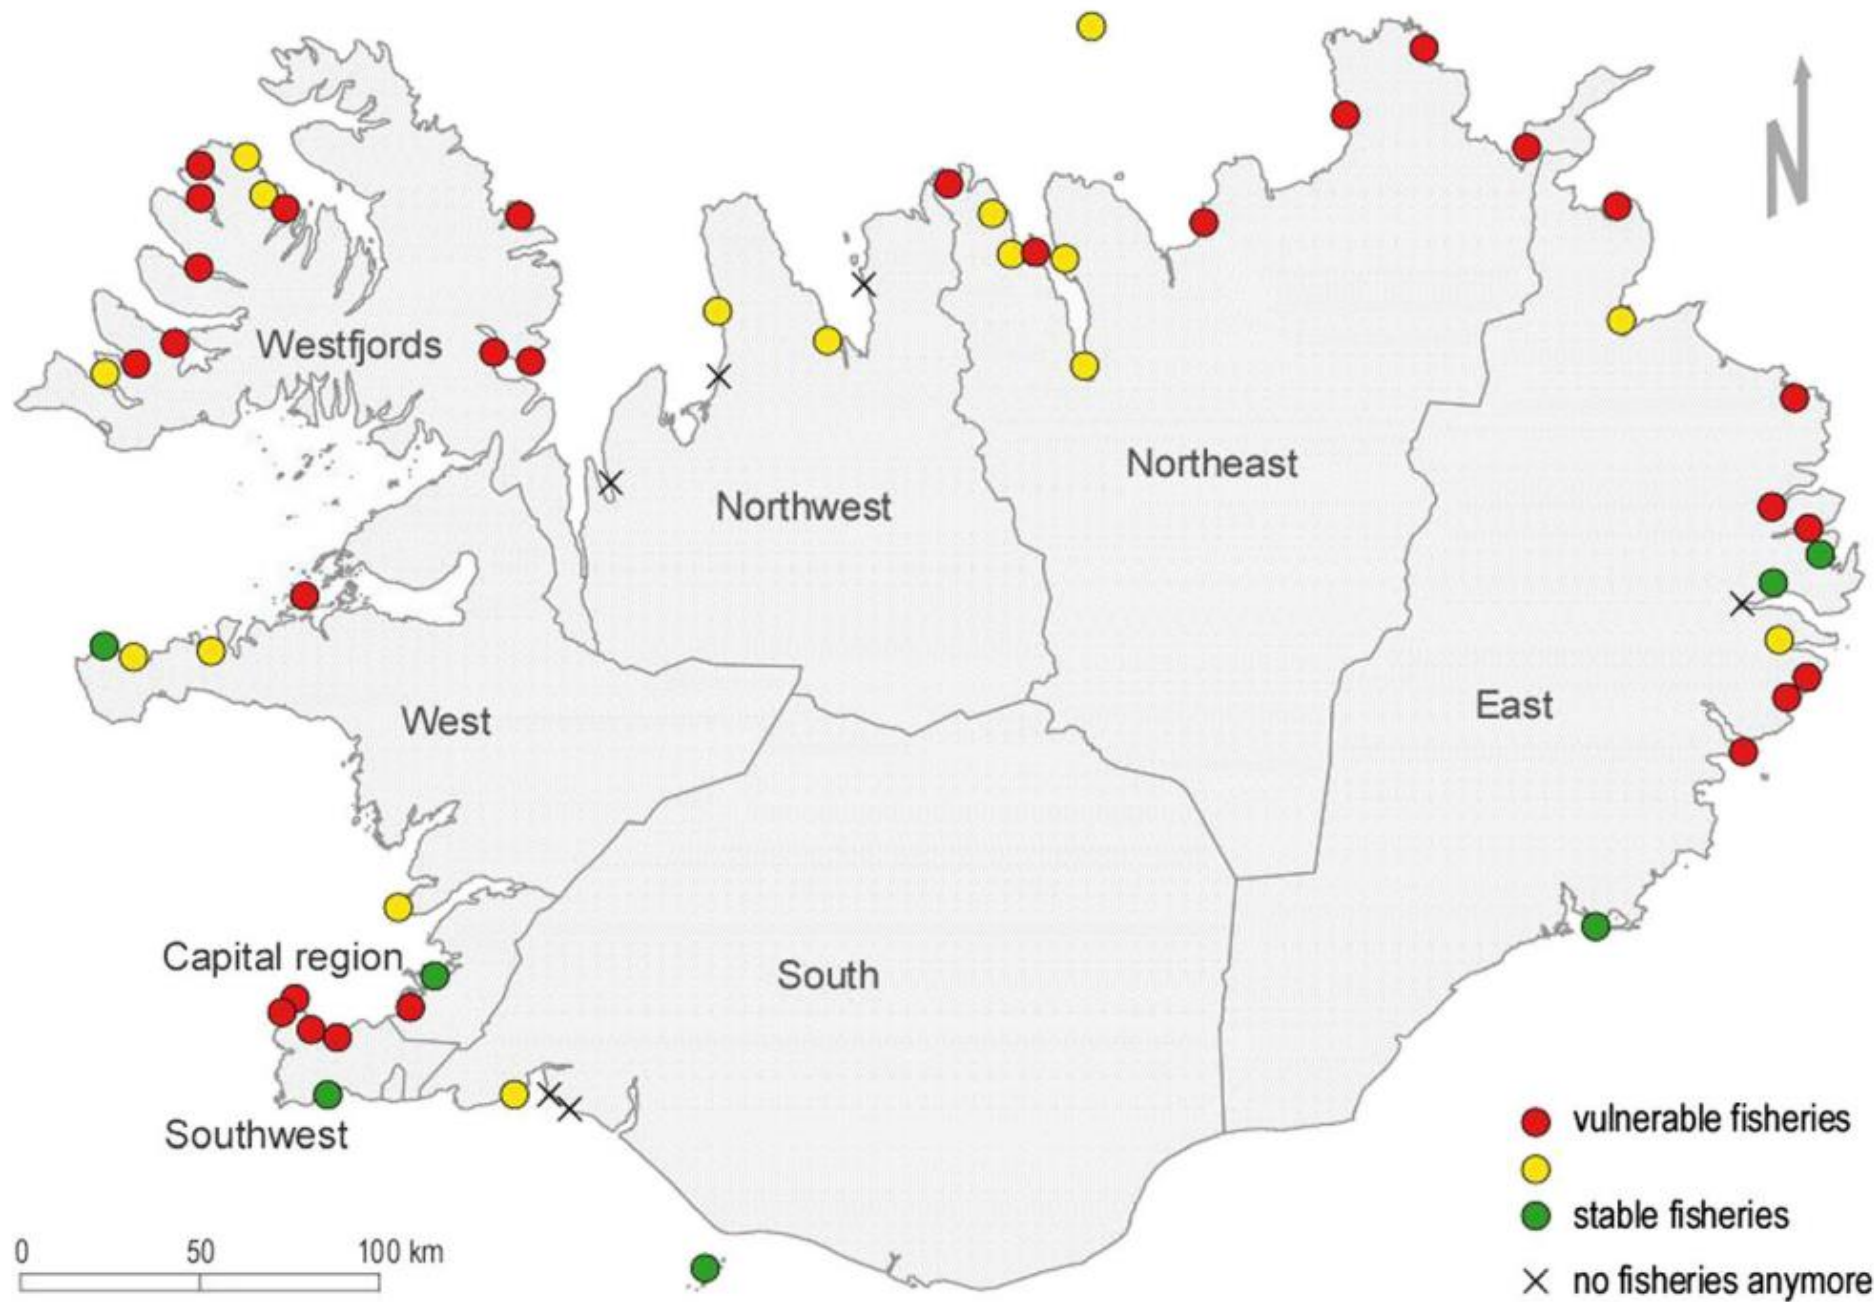 N
Westfjords
Northeast
Northwest
East
West
Capital region
South
Southwest
vulnerable fisheries
stable fisheries
no fisheries anymore
0 50 100 km